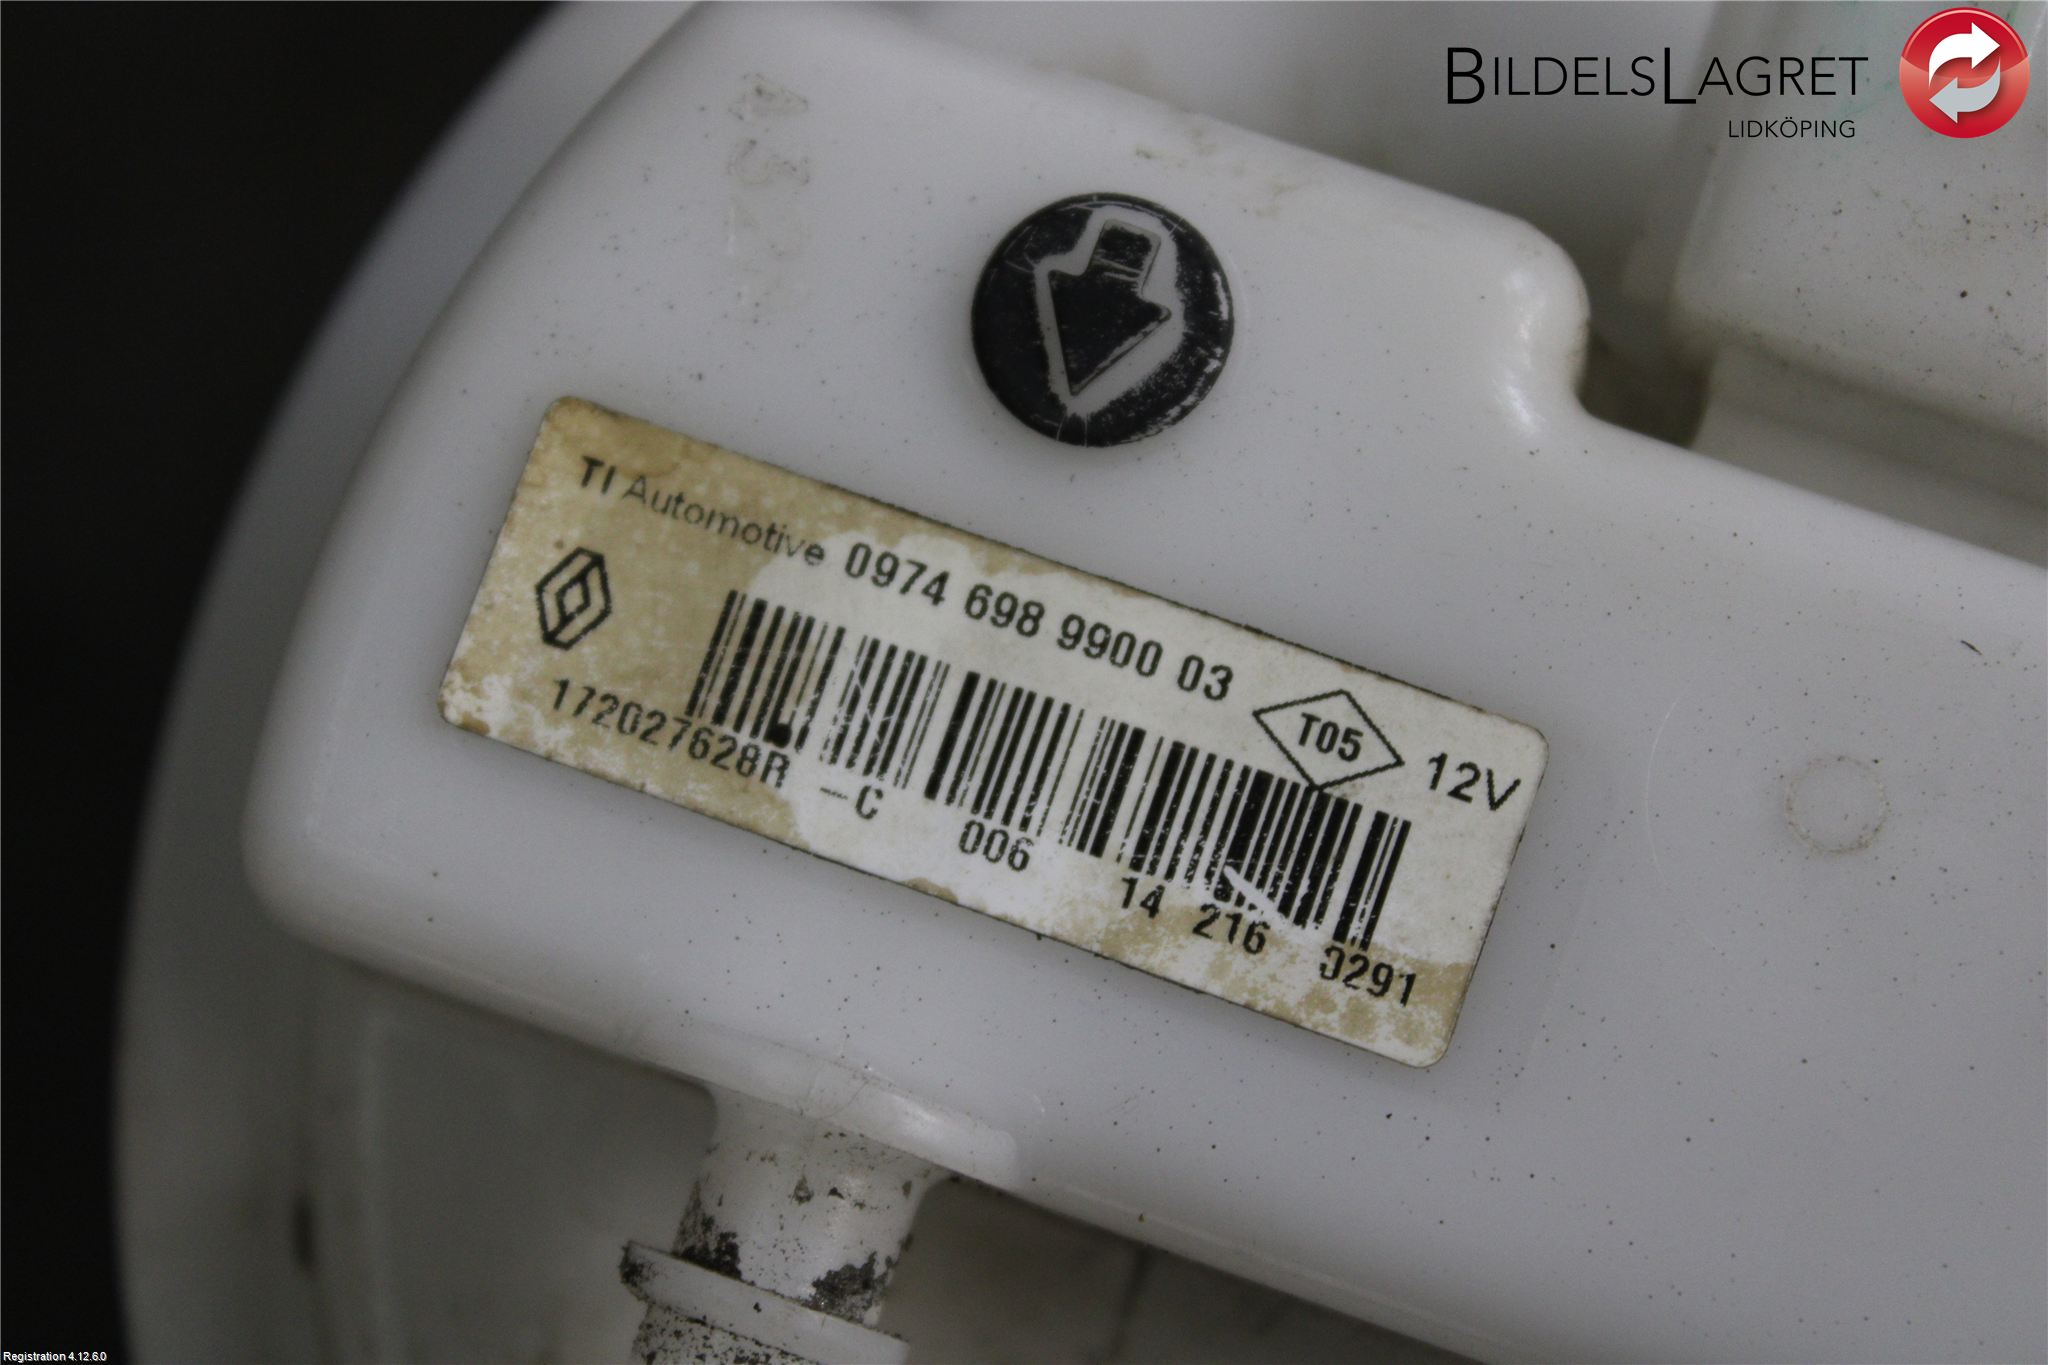 BILDELSLAGRET
LIDKÖPING
TI Automotive 0974 698 9900 03
T05 12V
172027628R -C 006 14 216 0291
Registration 4.12.6.0